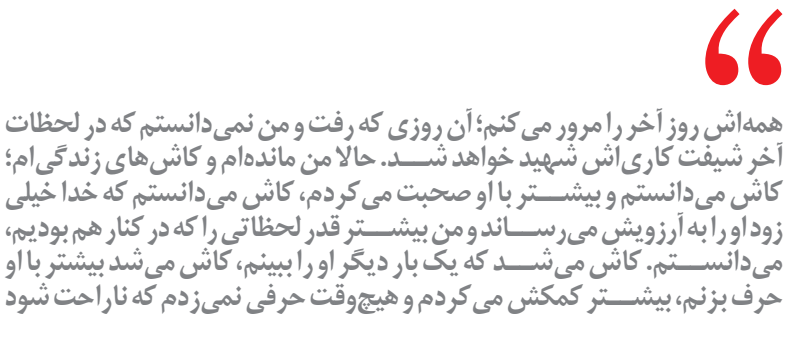 “
همه‌اش روز آخر را مرور می‌کنم؛ آن روزی که رفت و من نمی‌دانستم که در لحظات
آخر شیفت کاری‌اش شهید خواهد شد. حالا من مانده‌ام و کاش‌های زندگی‌ام؛
کاش می‌دانستم و بیشتر با او صحبت می‌کردم، کاش می‌دانستم که خدا خیلی
زود او را به آرزویش می‌رساند و من بیشتر قدر لحظاتی را که در کنار هم بودیم،
می‌دانستم. کاش می‌شد که یک بار دیگر او را ببینم، کاش می‌شد بیشتر با او
حرف بزنم، بیشتر کمکش می‌کردم و هیچ‌وقت حرفی نمی‌زدم که ناراحت شود